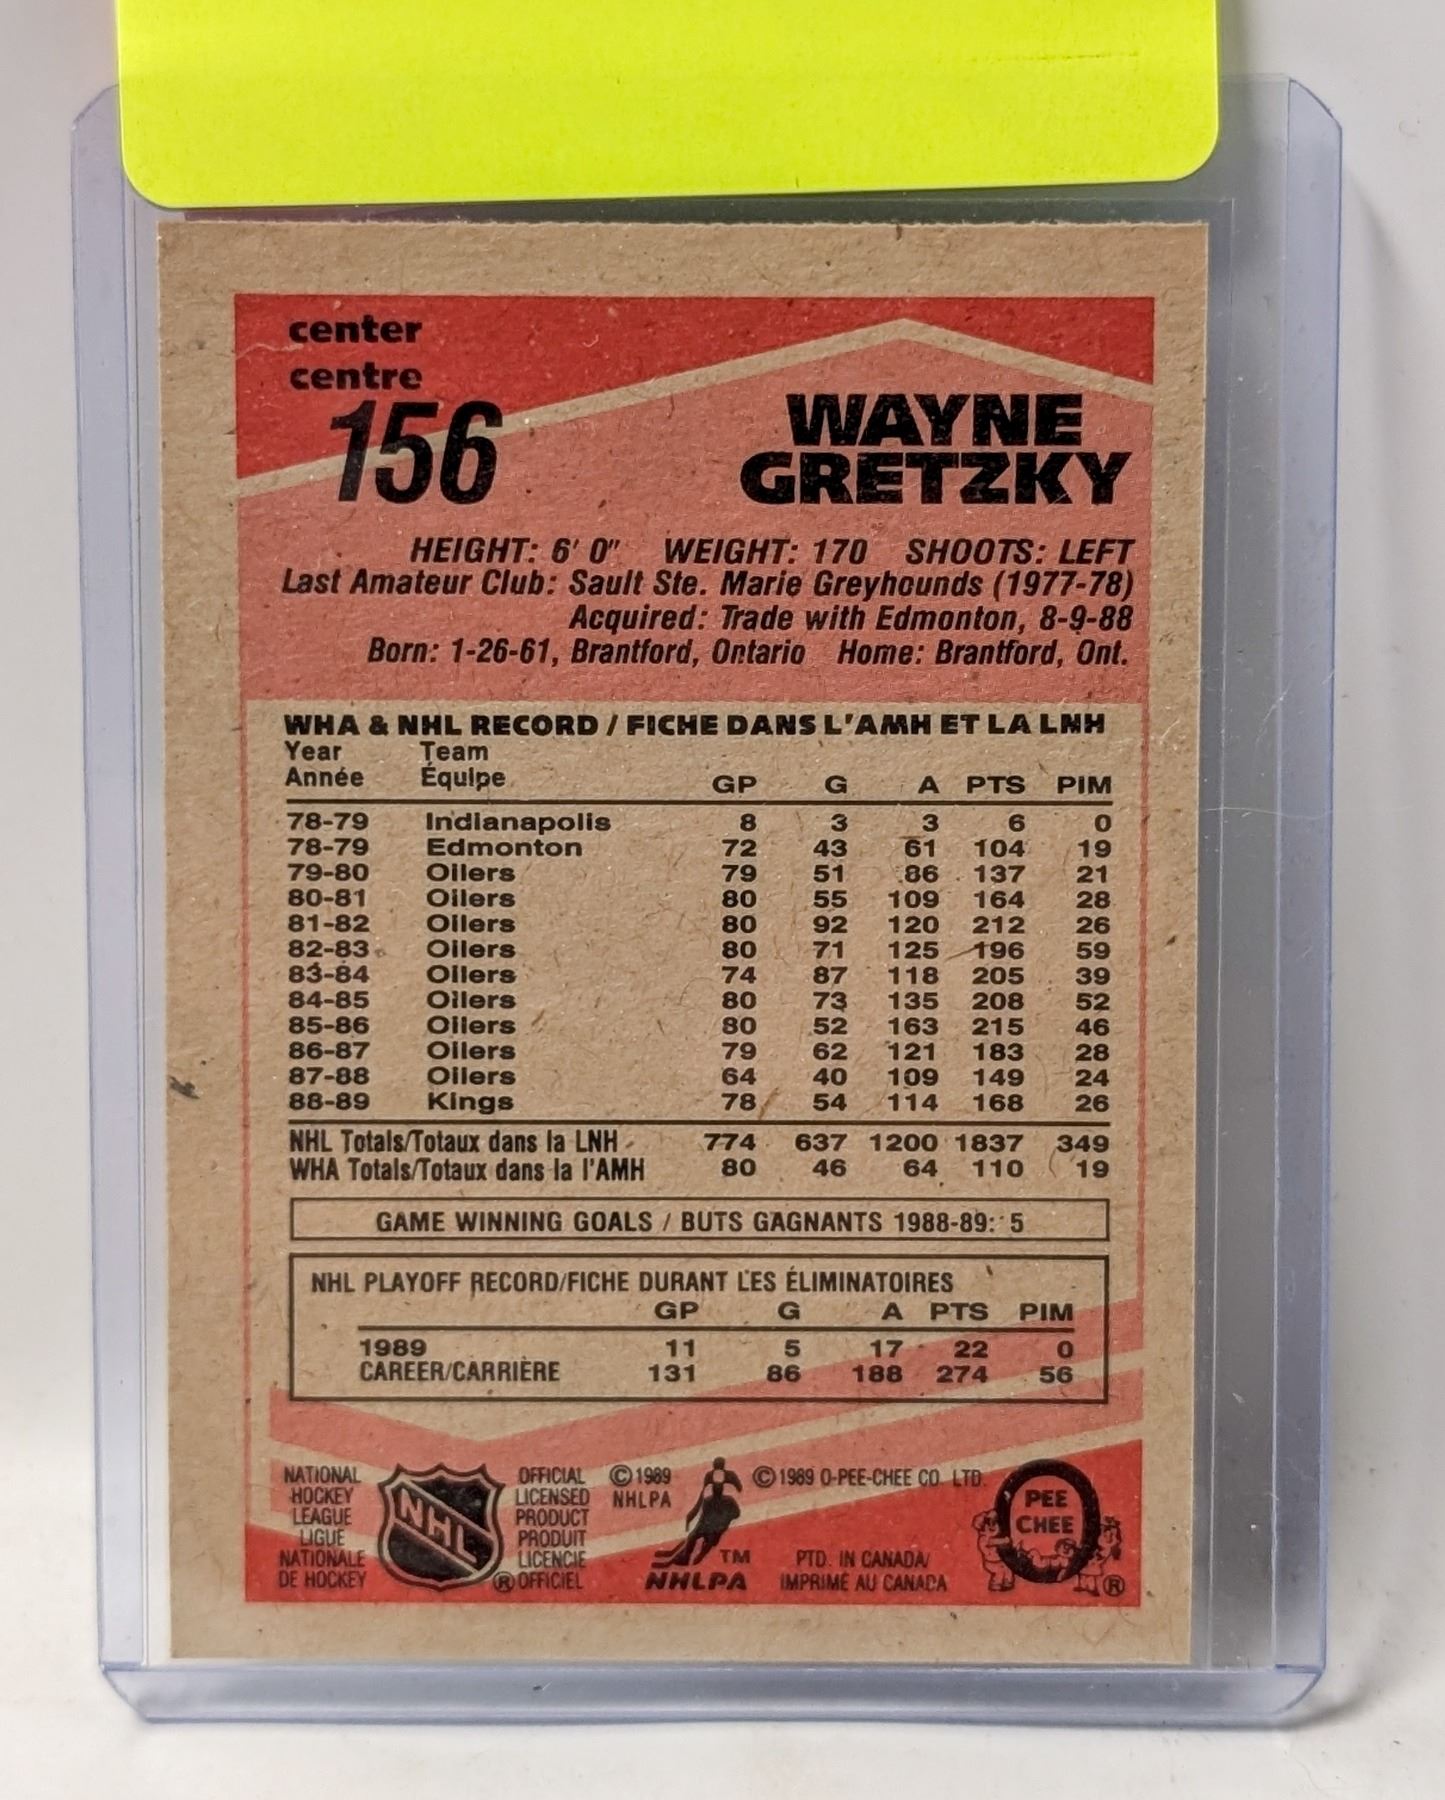 center
centre
156
WAYNE
GRETZKY
HEIGHT: 6' 0" WEIGHT: 170 SHOOTS: LEFT
Last Amateur Club: Sault Ste. Marie Greyhounds (1977-78)
Acquired: Trade with Edmonton, 8-9-88
Born: 1-26-61, Brantford, Ontario Home: Brantford, Ont.
WHA & NHL RECORD / FICHE DANS L'AMH ET LA LNH
Year Team
Année Équipe GP G A PTS PIM
78-79 Indianapolis 8 3 3 6 0
78-79 Edmonton 72 43 61 104 19
79-80 Oilers 79 51 86 137 21
80-81 Oilers 80 55 109 164 28
81-82 Oilers 80 92 120 212 26
82-83 Oilers 80 71 125 196 59
83-84 Oilers 74 87 118 205 39
84-85 Oilers 80 73 135 208 52
85-86 Oilers 80 52 163 215 46
86-87 Oilers 79 62 121 183 28
87-88 Oilers 64 40 109 149 24
88-89 Kings 78 54 114 168 26
NHL Totals/Totaux dans la LNH 774 637 1200 1837 349
WHA Totals/Totaux dans la l'AMH 80 46 64 110 19
GAME WINNING GOALS / BUTS GAGNANTS 1988-89: 5
NHL PLAYOFF RECORD/FICHE DURANT LES ÉLIMINATOIRES
GP G A PTS PIM
1989 11 5 17 22 0
CAREER/CARRIÈRE 131 86 188 274 56
NATIONAL
HOCKEY
LEAGUE
LIGUE
NATIONALE
DE HOCKEY
NHL
OFFICIAL
LICENSED
PRODUCT
PRODUIT
LICENCIE
® OFFICIEL
© 1989
NHLPA
TM
NHLPA
© 1989 O-PEE-CHEE CO. LTD.
PTD. IN CANADA/
IMPRIMÉ AU CANADA
O
PEE
CHEE
®